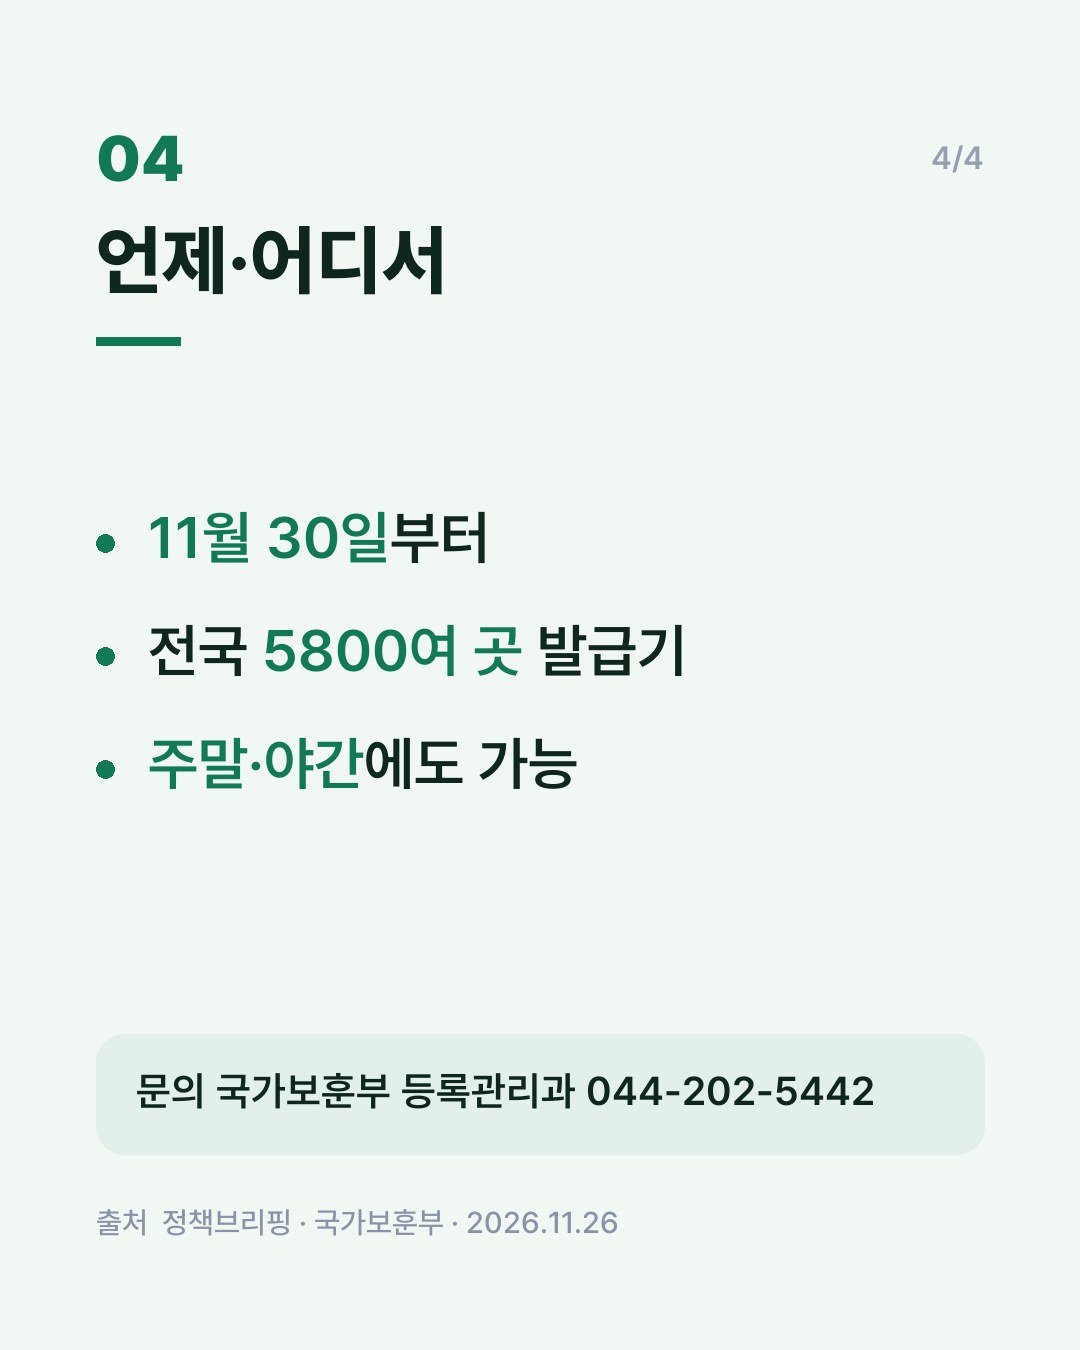 04
4/4
언제·어디서
11월 30일부터
전국 5800여 곳 발급기
주말·야간에도 가능
문의 국가보훈부 등록관리과 044-202-5442
출처 정책브리핑 · 국가보훈부 · 2026.11.26